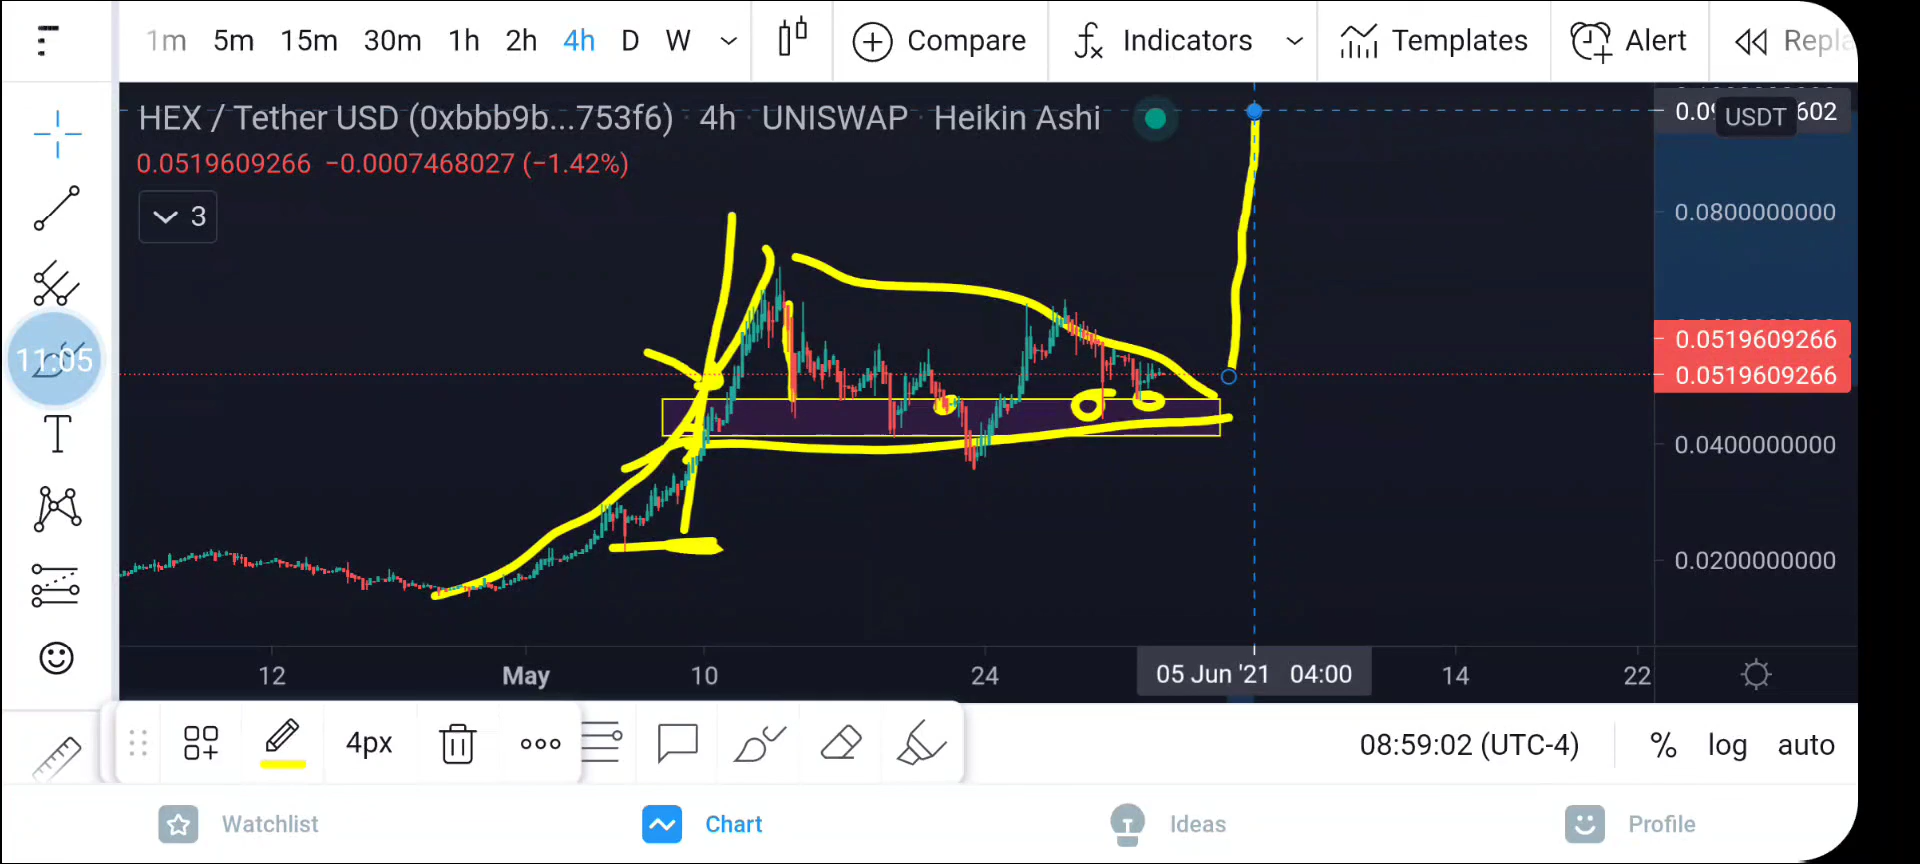 1m 5m 15m 30m 1h 2h 4h D W Compare Indicators Templates Alert
HEX / Tether USD (0xbbb9b...753f6) · 4h · UNISWAP · Heikin Ashi
0.0519609266 −0.0007468027 (−1.42%)
3
USDT
602
0.0800000000
0.0519609266
0.0519609266
0.0400000000
0.0200000000
11:05
T
12 May 10 24 05 Jun '21 04:00 14 22
4px
08:59:02 (UTC-4) % log auto
Watchlist Chart Ideas Profile